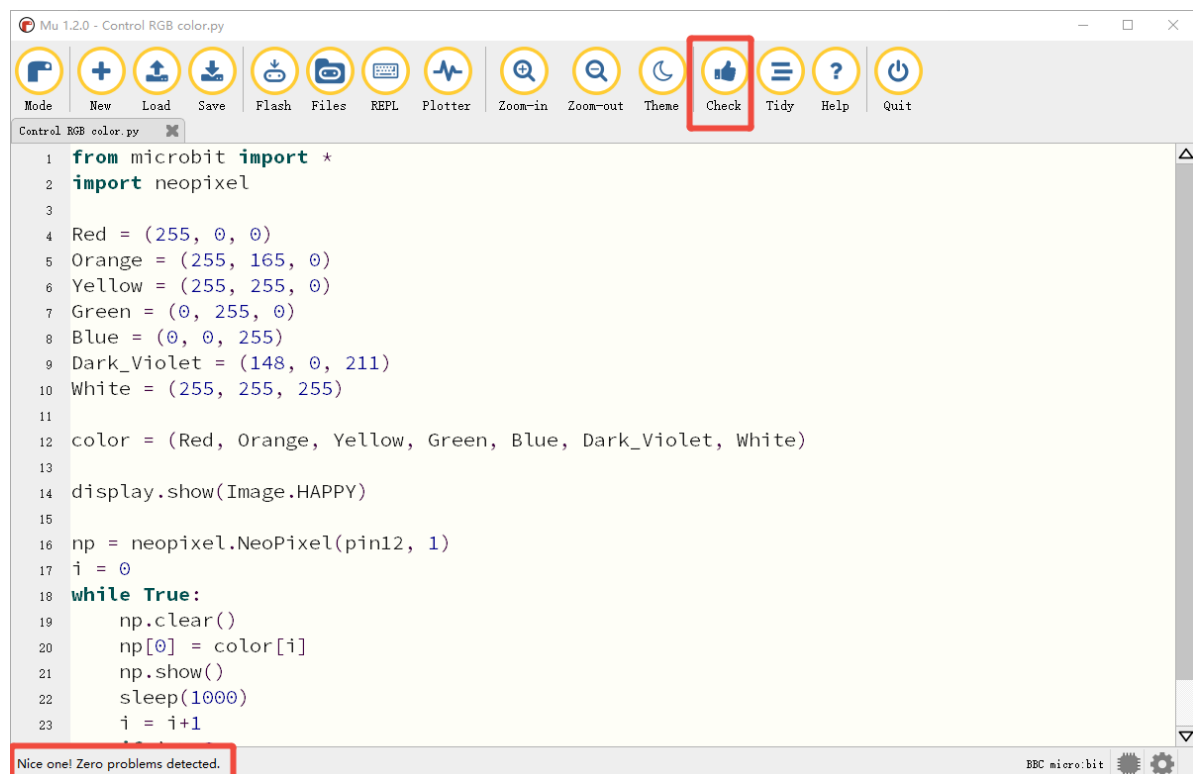 Mu 1.2.0 - Control RGB color.py
Mode New Load Save Flash Files REPL Plotter Zoom-in Zoom-out Theme Check Tidy Help Quit
Control RGB color.py
1 from microbit import *
2 import neopixel
3
4 Red = (255, 0, 0)
5 Orange = (255, 165, 0)
6 Yellow = (255, 255, 0)
7 Green = (0, 255, 0)
8 Blue = (0, 0, 255)
9 Dark_Violet = (148, 0, 211)
10 White = (255, 255, 255)
11
12 color = (Red, Orange, Yellow, Green, Blue, Dark_Violet, White)
13
14 display.show(Image.HAPPY)
15
16 np = neopixel.NeoPixel(pin12, 1)
17 i = 0
18 while True:
19     np.clear()
20     np[0] = color[i]
21     np.show()
22     sleep(1000)
23     i = i+1
Nice one! Zero problems detected. BBC micro:bit